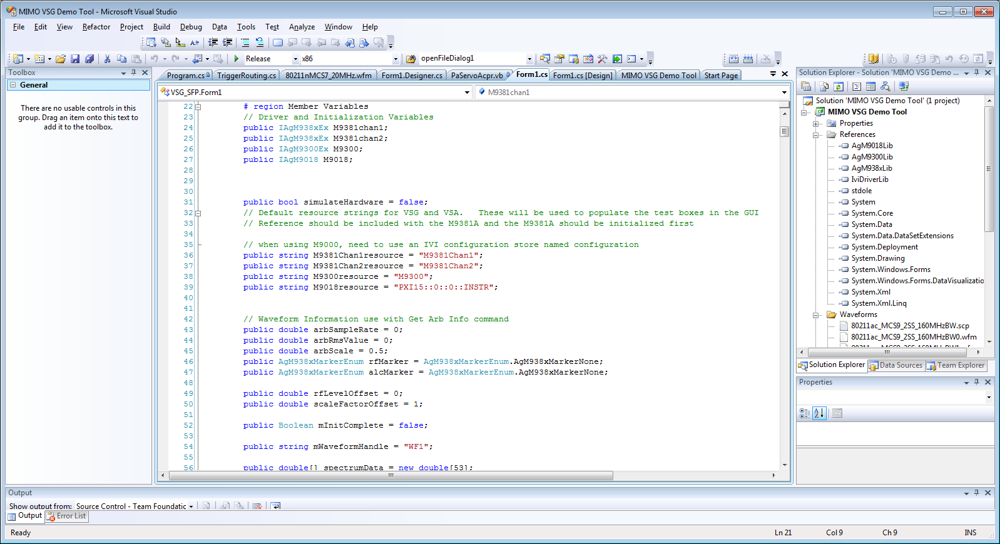 MIMO VSG Demo Tool - Microsoft Visual Studio
File Edit View Refactor Project Build Debug Data Tools Test Analyze Window Help
Release x86 openFileDialog1
Toolbox
General
There are no usable controls in this
group. Drag an item onto this text to
add it to the toolbox.
Program.cs TriggerRouting.cs 80211nMCS7_20MHz.wfm Form1.Designer.cs PaServoAcpr.vb Form1.cs Form1.cs [Design] MIMO VSG Demo Tool Start Page
VSG_SFP.Form1 M9381chan1
22 # region Member Variables
23 // Driver and Initialization Variables
24 public IAgM938xEx M9381chan1;
25 public IAgM938xEx M9381chan2;
26 public IAgM9300Ex M9300;
27 public IAgM9018 M9018;
28
29
30
31 public bool simulateHardware = false;
32 // Default resource strings for VSG and VSA.   These will be used to populate the test boxes in the GUI
33 // Reference should be included with the M9381A and the M9381A should be initialized first
34
35 // when using M9000, need to use an IVI configuration store named configuration
36 public string M9381Chan1resource = "M9381Chan1";
37 public string M9381Chan2resource = "M9381Chan2";
38 public string M9300resource = "M9300";
39 public string M9018resource = "PXI15::0::0::INSTR";
40
41
42 // Waveform Information use with Get Arb Info command
43 public double arbSampleRate = 0;
44 public double arbRmsValue = 0;
45 public double arbScale = 0.5;
46 public AgM938xMarkerEnum rfMarker = AgM938xMarkerEnum.AgM938xMarkerNone;
47 public AgM938xMarkerEnum alcMarker = AgM938xMarkerEnum.AgM938xMarkerNone;
48
49 public double rfLevelOffset = 0;
50 public double scaleFactorOffset = 1;
51
52 public Boolean mInitComplete = false;
53
54 public string mWaveformHandle = "WF1";
55
56 public double[] spectrumData = new double[53];
Solution Explorer - Solution 'MIMO VSG Demo ...
Solution 'MIMO VSG Demo Tool' (1 project)
MIMO VSG Demo Tool
Properties
References
AgM9018Lib
AgM9300Lib
AgM938xLib
IviDriverLib
stdole
System
System.Core
System.Data
System.Data.DataSetExtensions
System.Deployment
System.Drawing
System.Windows.Forms
System.Windows.Forms.DataVisualizatio
System.Xml
System.Xml.Linq
Waveforms
80211ac_MCS9_2SS_160MHzBW.scp
80211ac_MCS9_2SS_160MHzBW0.wfm
Solution Explorer Data Sources Team Explorer
Properties
Output
Show output from: Source Control - Team Foundatic
Output Error List
Ready Ln 21 Col 9 Ch 9 INS